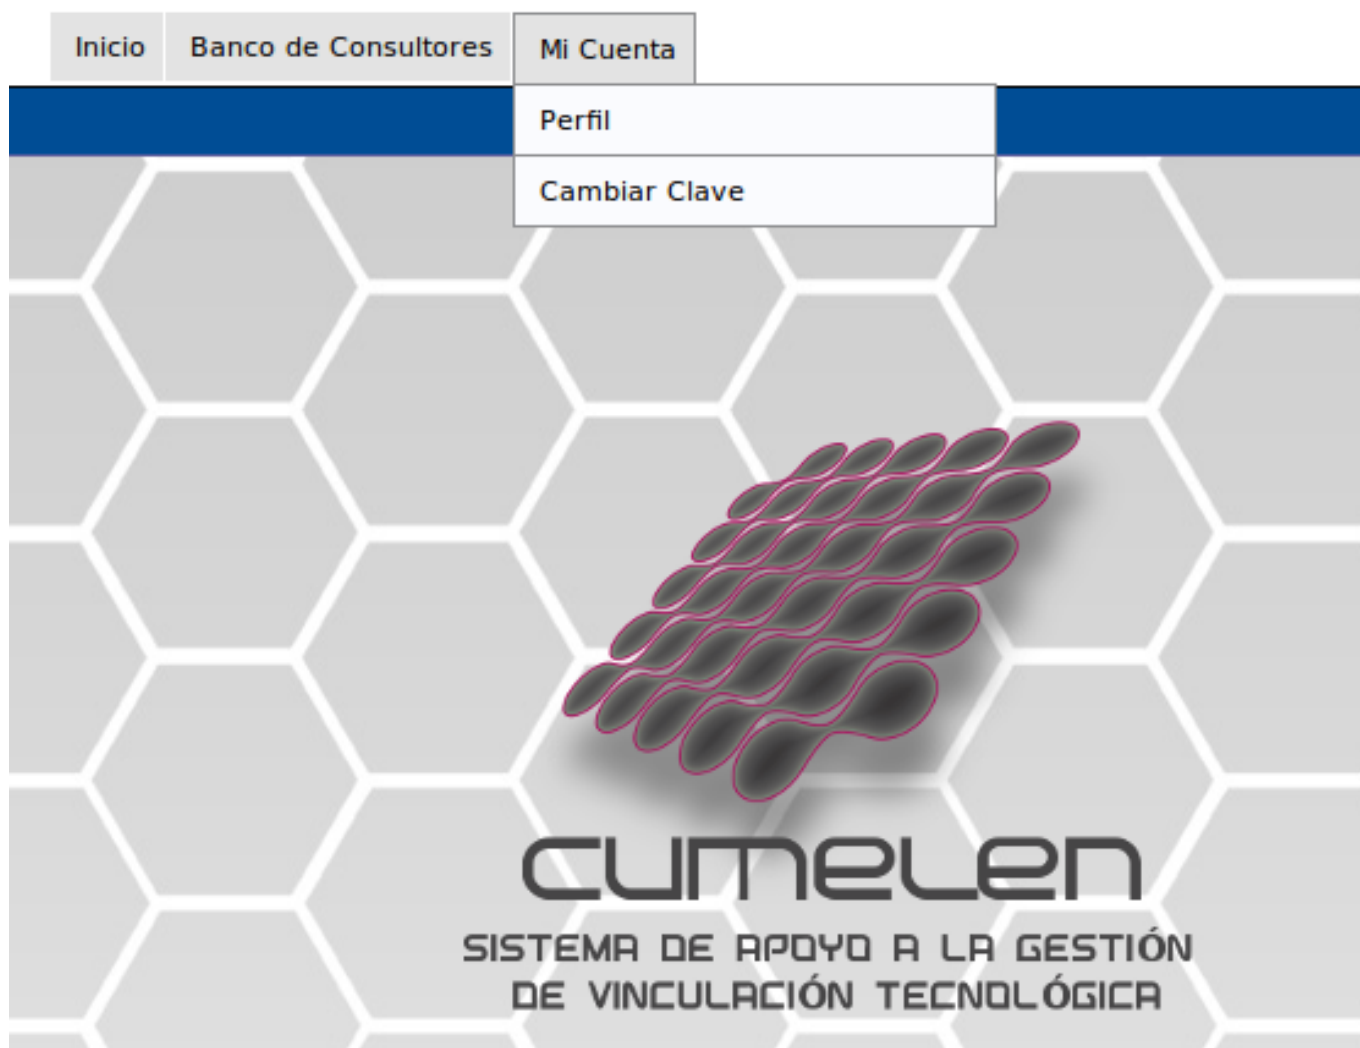 Inicio
Banco de Consultores
Mi Cuenta
Perfil
Cambiar Clave
cumelen
SISTEMA DE APOYO A LA GESTIÓN
DE VINCULACIÓN TECNOLÓGICA